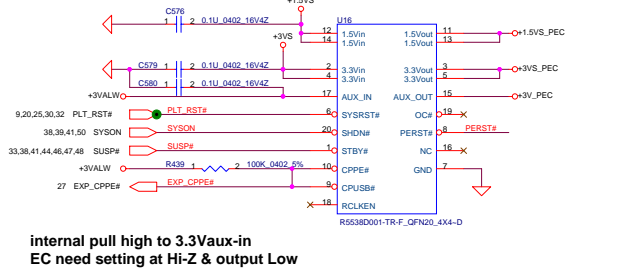 +1.5VS
C576
1 2 0.1U_0402_16V4Z
U16
12 1.5Vin 1.5Vout 11 +1.5VS_PEC
14 1.5Vin 1.5Vout 13
+3VS
C579 1 2 0.1U_0402_16V4Z
2 3.3Vin 3.3Vout 3 +3VS_PEC
4 3.3Vin 3.3Vout 5
C580 1 2 0.1U_0402_16V4Z
+3VALW 17 AUX_IN AUX_OUT 15 +3V_PEC
9,20,25,30,32 PLT_RST# PLT_RST# 6 SYSRST# OC# 19
38,39,41,50 SYSON SYSON 20 SHDN# PERST# 8 PERST#
33,38,41,44,46,47,48 SUSP# SUSP# 1 STBY# NC 16
+3VALW R439 1 2 100K_0402_5% 10 CPPE# GND 7
27 EXP_CPPE# EXP_CPPE# 9 CPUSB#
18 RCLKEN
R5538D001-TR-F_QFN20_4X4~D
internal pull high to 3.3Vaux-in
EC need setting at Hi-Z & output Low